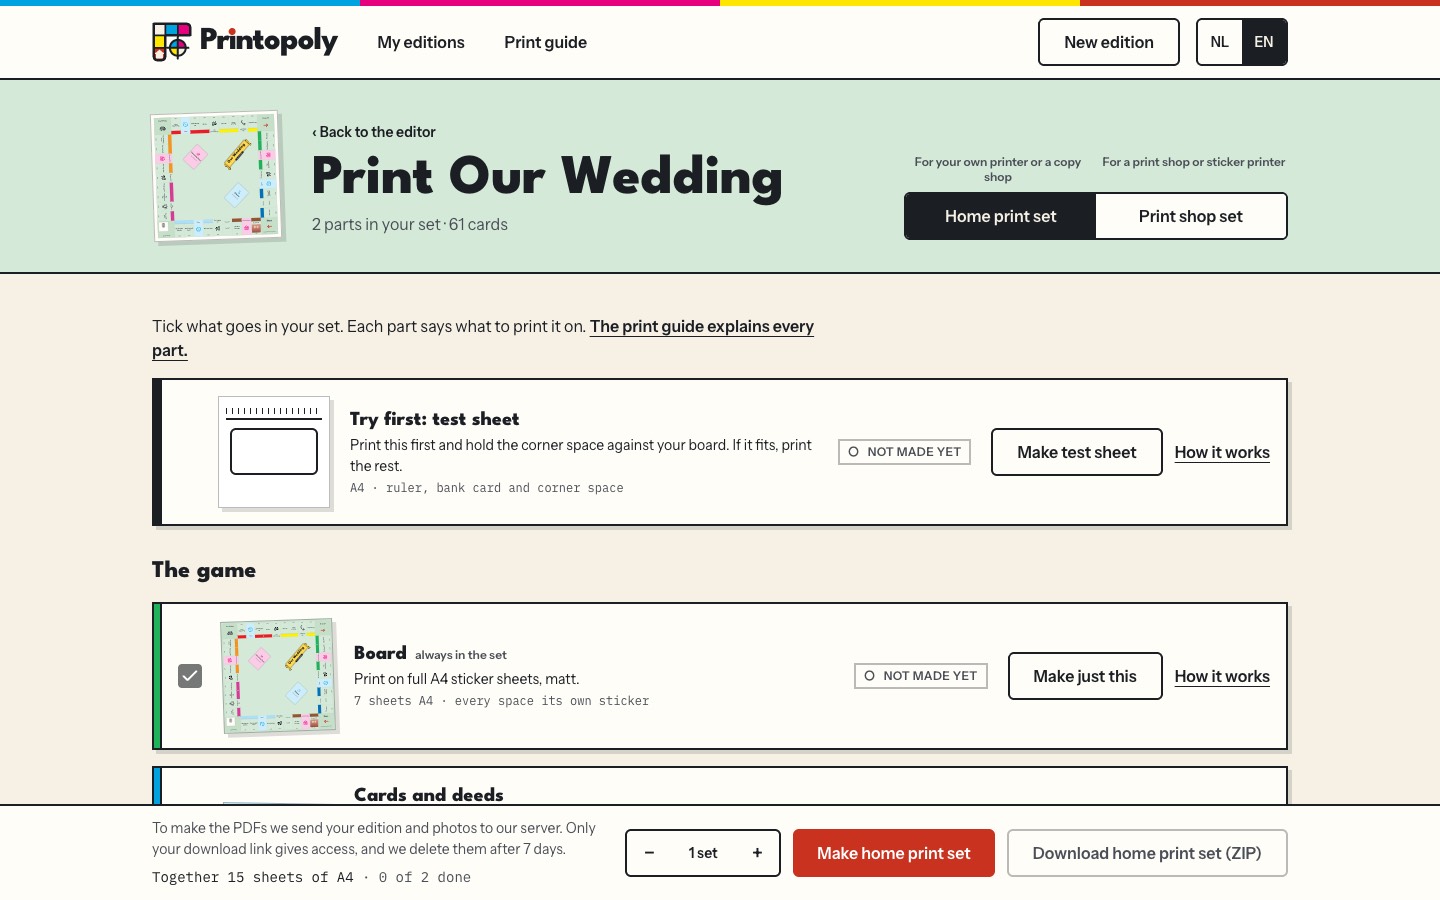 Printopoly
My editions
Print guide
New edition
NL
EN
‹ Back to the editor
Print Our Wedding
2 parts in your set · 61 cards
For your own printer or a copy
shop
For a print shop or sticker printer
Home print set
Print shop set
Tick what goes in your set. Each part says what to print it on. The print guide explains every
part.
Try first: test sheet
Print this first and hold the corner space against your board. If it fits, print
the rest.
A4 · ruler, bank card and corner space
NOT MADE YET
Make test sheet
How it works
The game
Board always in the set
Print on full A4 sticker sheets, matt.
7 sheets A4 · every space its own sticker
NOT MADE YET
Make just this
How it works
Cards and deeds
To make the PDFs we send your edition and photos to our server. Only
your download link gives access, and we delete them after 7 days.
Together 15 sheets of A4 · 0 of 2 done
− 1 set +
Make home print set
Download home print set (ZIP)